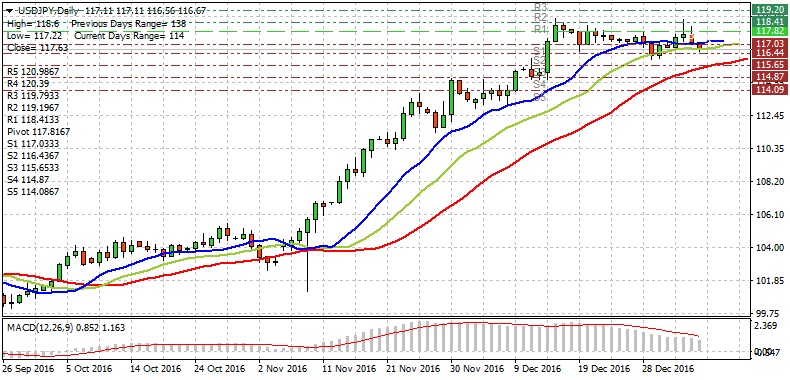 USDJPY,Daily 117.11 117.11 116.56 116.67
High= 118.6 Previous Days Range= 138
Low= 117.22 Current Days Range= 114
Close= 117.63
R5 120.9867
R4 120.39
R3 119.7933
R2 119.1967
R1 118.4133
Pivot 117.8167
S1 117.0333
S2 116.4367
S3 115.6533
S4 114.87
S5 114.0867
R3
R2
R1
S1
S2
S4
S5
119.20
118.41
117.82
117.03
116.44
115.65
114.87
114.09
112.45
110.35
108.20
106.10
104.00
101.85
99.75
MACD(12,26,9) 0.852 1.163
2.369
26 Sep 2016
5 Oct 2016
14 Oct 2016
24 Oct 2016
2 Nov 2016
11 Nov 2016
21 Nov 2016
30 Nov 2016
9 Dec 2016
19 Dec 2016
28 Dec 2016